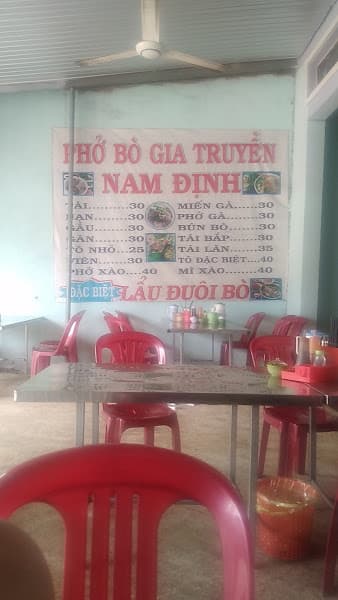 PHỞ BÒ GIA TRUYỀN
NAM ĐỊNH
TÁI.........30
NẠM.........30
GẦU.........30
GÂN.........30
TÔ NHỎ....25
VIÊN.........30
PHỞ XÀO....40
MIẾN GÀ.....30
PHỞ GÀ......30
BÚN BÒ......30
TÁI BẮP......30
TÁI LĂN......35
TÔ ĐẶC BIỆT..40
MÌ XÀO.......40
ĐẶC BIỆT
LẨU ĐUÔI BÒ